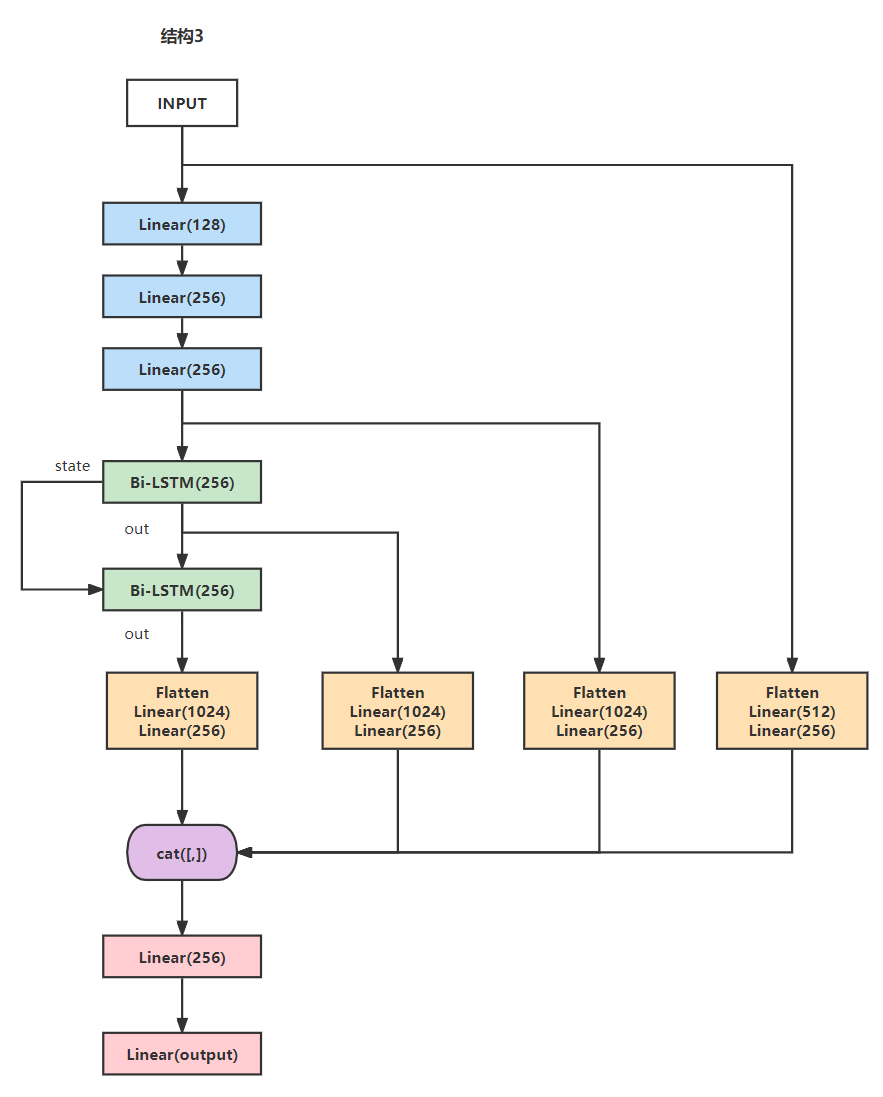 结构3
INPUT
Linear(128)
Linear(256)
Linear(256)
state
Bi-LSTM(256)
out
Bi-LSTM(256)
out
Flatten
Linear(1024)
Linear(256)
Flatten
Linear(1024)
Linear(256)
Flatten
Linear(1024)
Linear(256)
Flatten
Linear(512)
Linear(256)
cat([,])
Linear(256)
Linear(output)